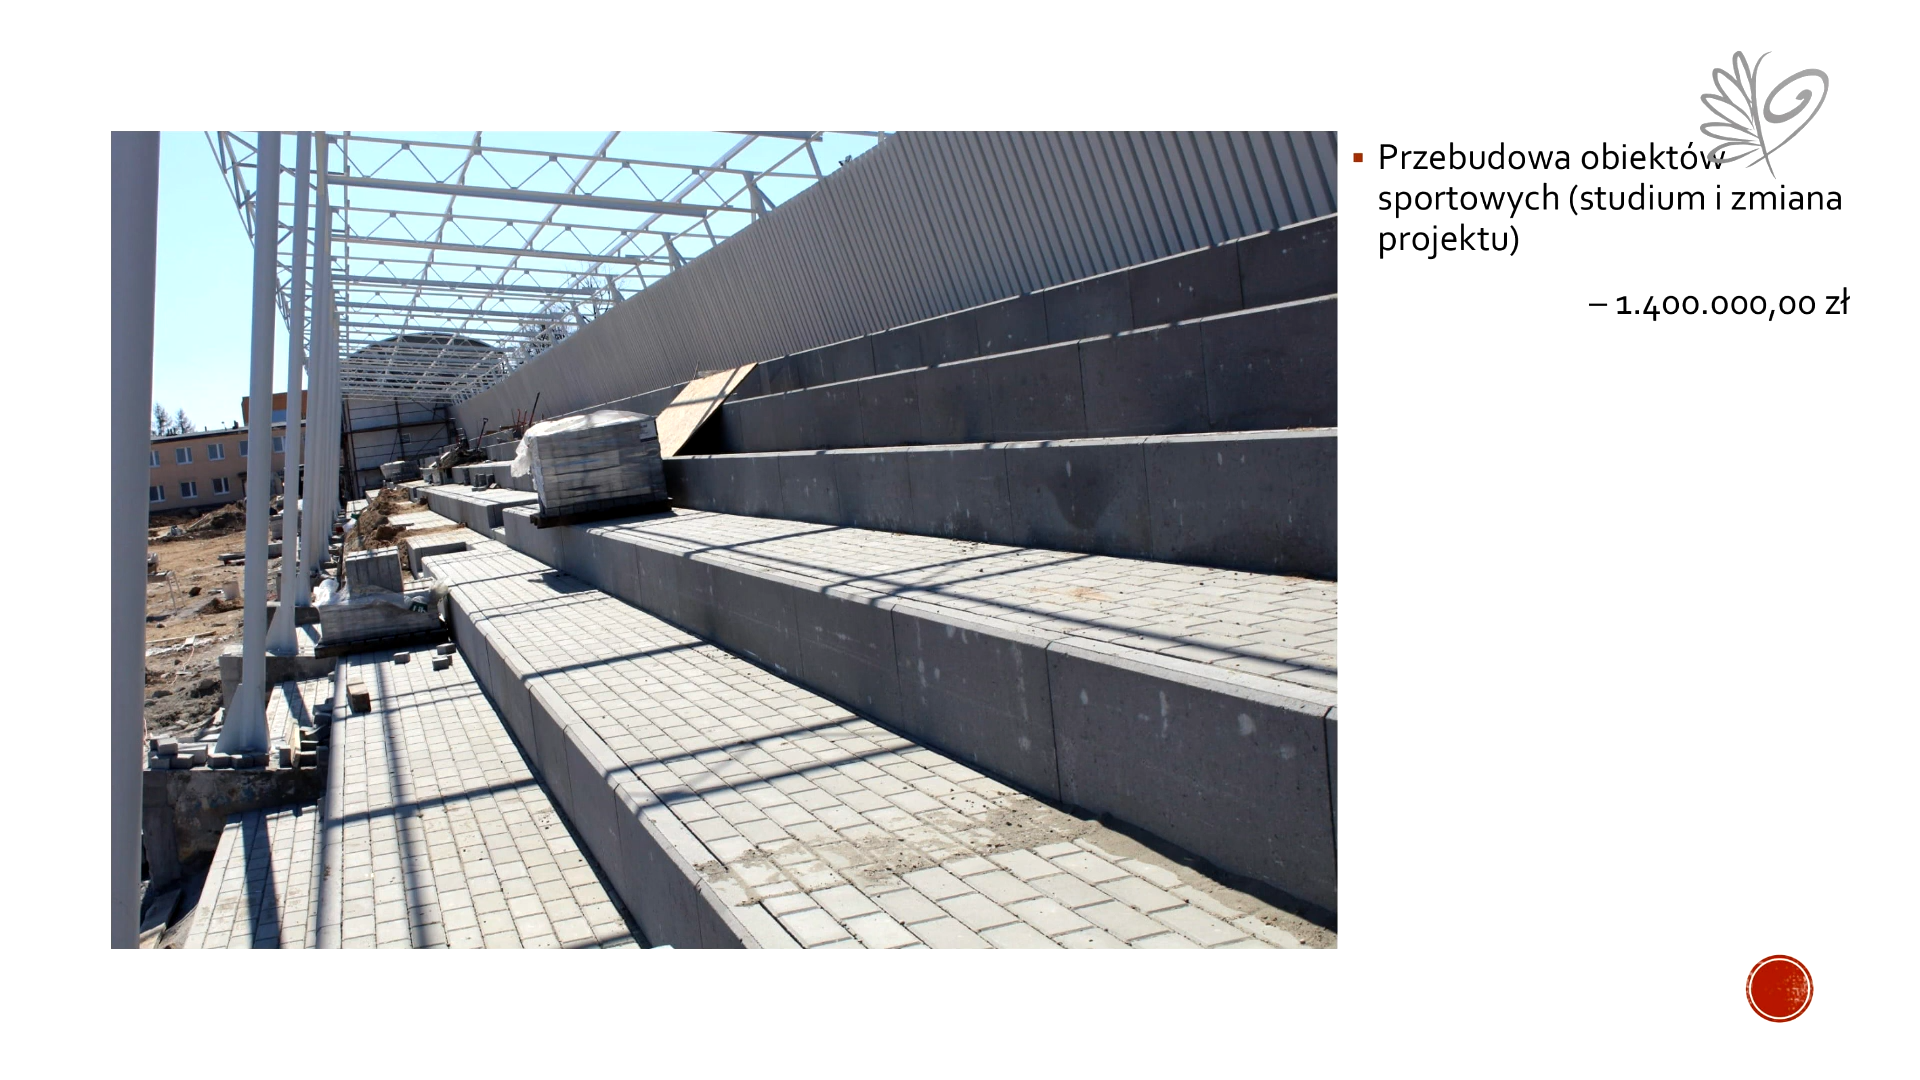 ▪ Przebudowa obiektów
sportowych (studium i zmiana
projektu)
– 1.400.000,00 zł